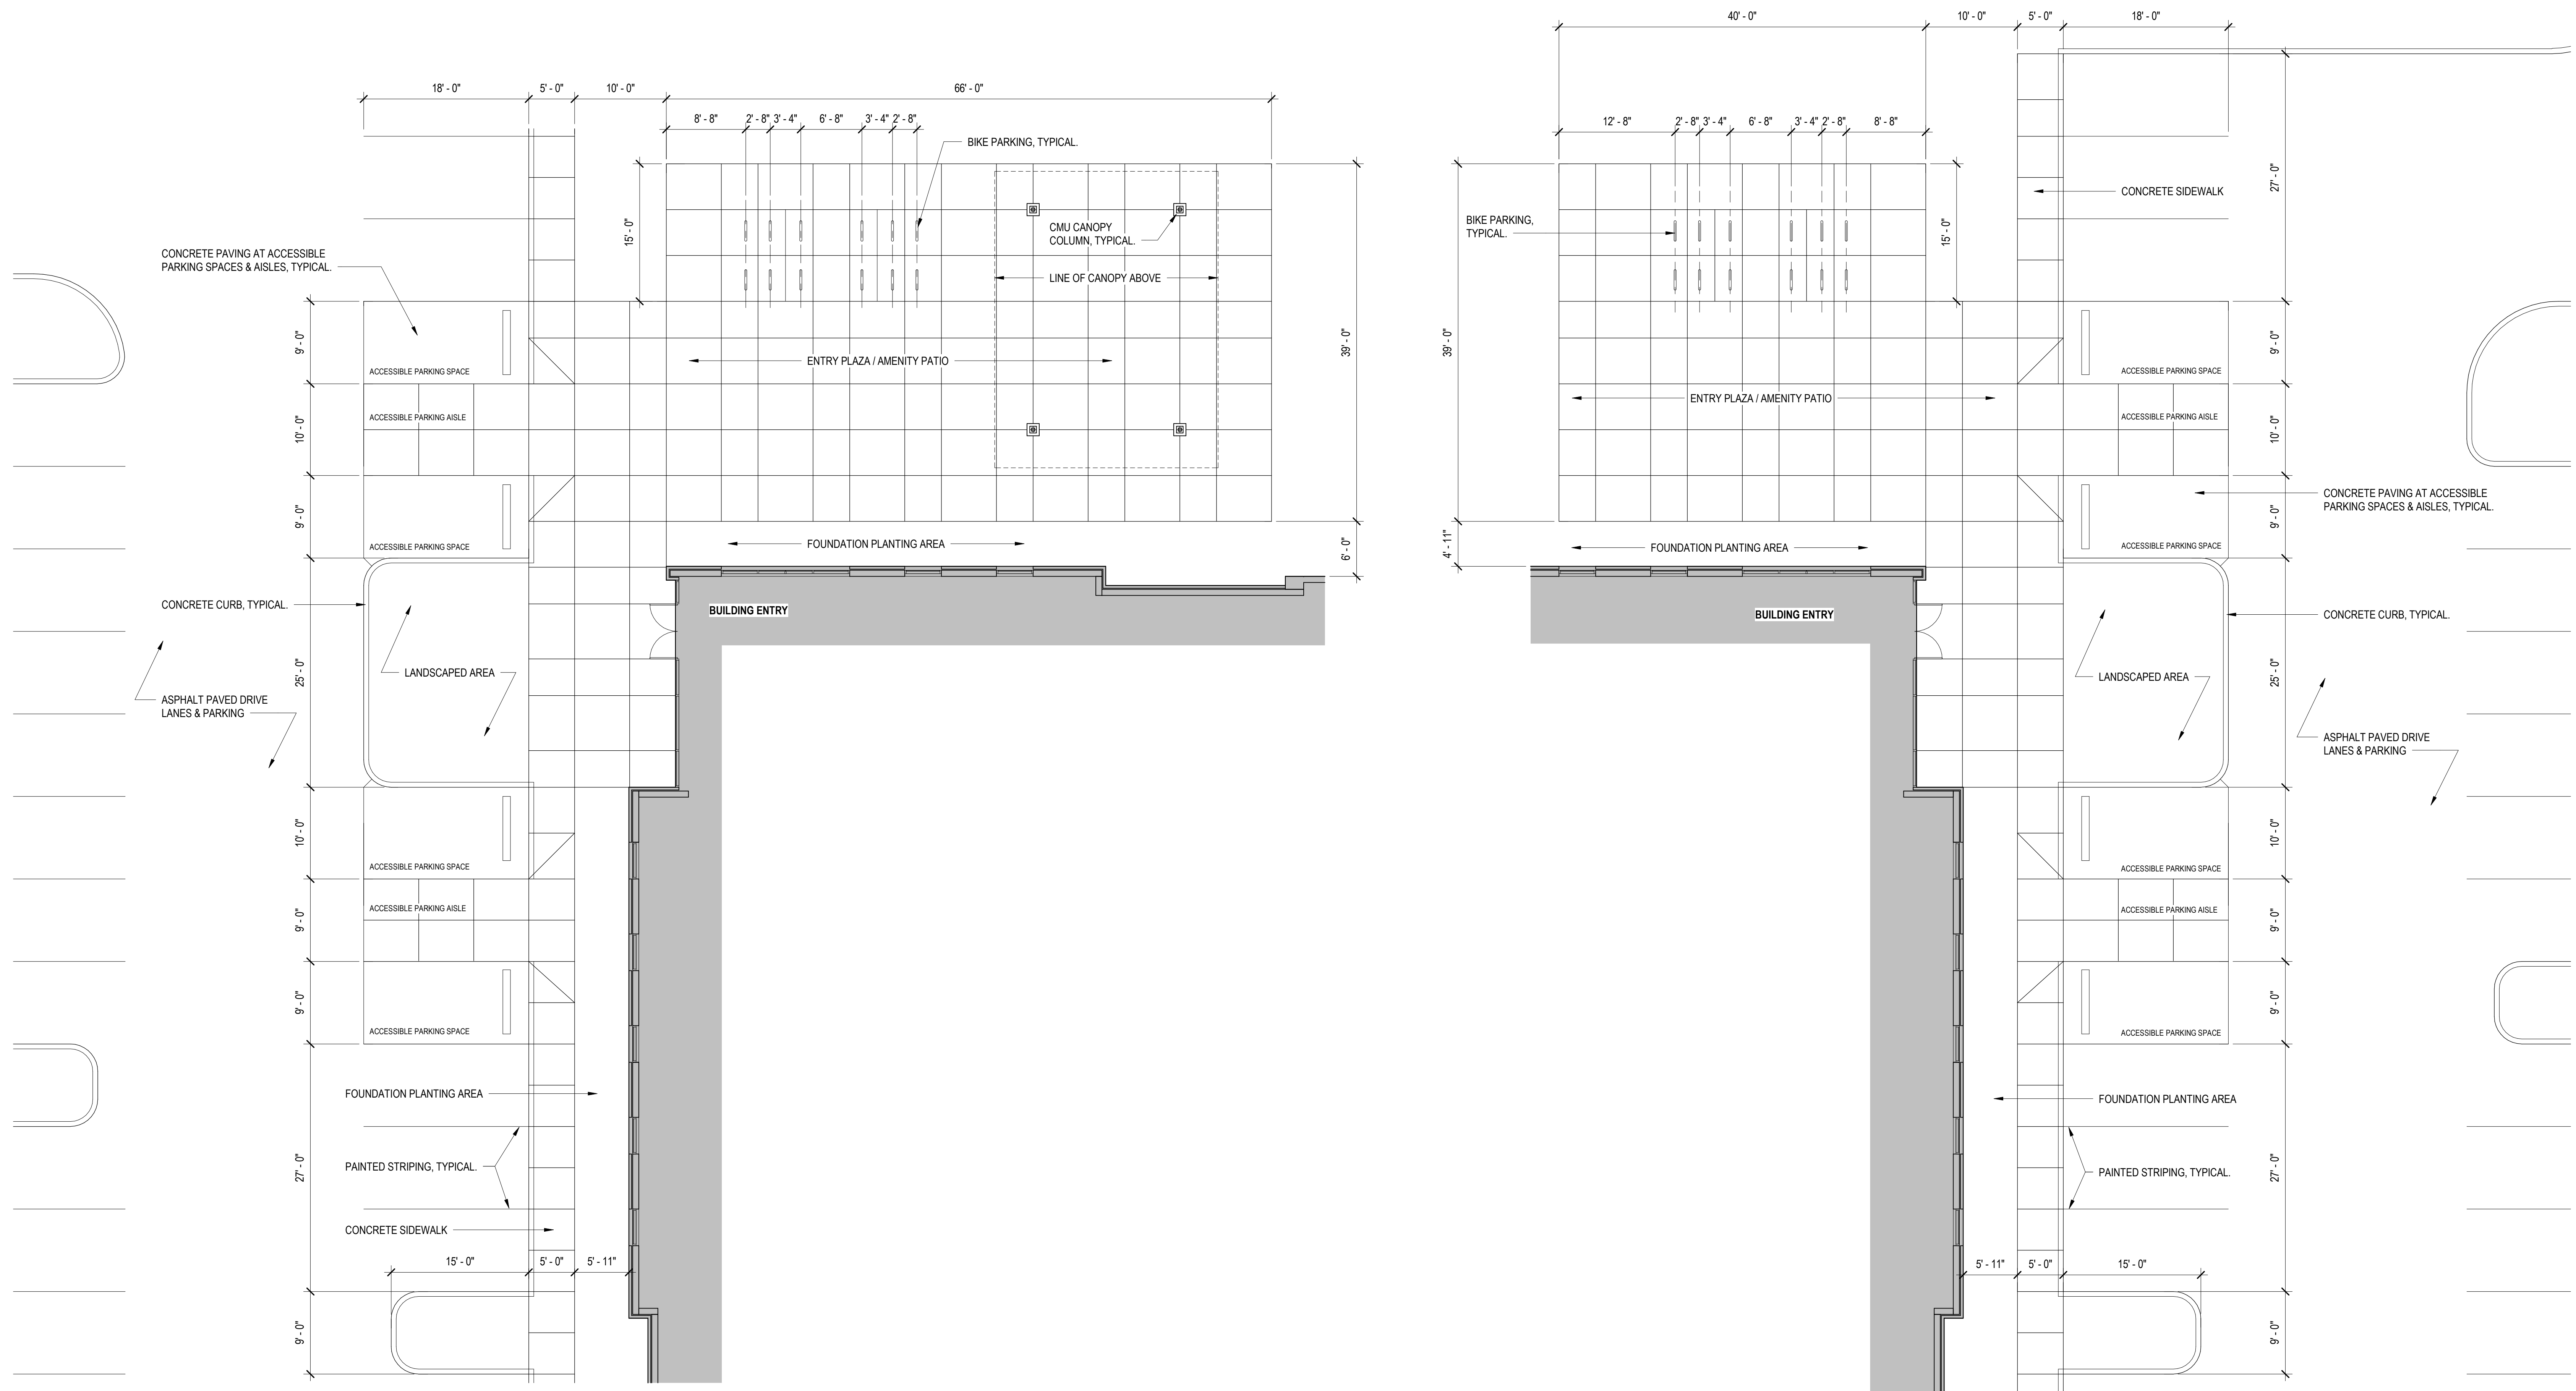 18' - 0"
5' - 0"
10' - 0"
66' - 0"
8' - 8"
2' - 8"
3' - 4"
6' - 8"
3' - 4"
2' - 8"
BIKE PARKING, TYPICAL.
15' - 0"
CMU CANOPY
COLUMN, TYPICAL.
LINE OF CANOPY ABOVE
CONCRETE PAVING AT ACCESSIBLE
PARKING SPACES & AISLES, TYPICAL.
9' - 0"
39' - 0"
ENTRY PLAZA / AMENITY PATIO
ACCESSIBLE PARKING SPACE
10' - 0"
ACCESSIBLE PARKING AISLE
9' - 0"
ACCESSIBLE PARKING SPACE
FOUNDATION PLANTING AREA
6' - 0"
CONCRETE CURB, TYPICAL.
BUILDING ENTRY
25' - 0"
LANDSCAPED AREA
ASPHALT PAVED DRIVE
LANES & PARKING
10' - 0"
ACCESSIBLE PARKING SPACE
9' - 0"
ACCESSIBLE PARKING AISLE
9' - 0"
ACCESSIBLE PARKING SPACE
FOUNDATION PLANTING AREA
27' - 0"
PAINTED STRIPING, TYPICAL.
CONCRETE SIDEWALK
15' - 0"
5' - 0"
5' - 11"
9' - 0"
40' - 0"
10' - 0"
5' - 0"
18' - 0"
12' - 8"
2' - 8"
3' - 4"
6' - 8"
3' - 4"
2' - 8"
8' - 8"
27' - 0"
CONCRETE SIDEWALK
BIKE PARKING,
TYPICAL.
15' - 0"
39' - 0"
9' - 0"
ACCESSIBLE PARKING SPACE
ENTRY PLAZA / AMENITY PATIO
ACCESSIBLE PARKING AISLE
10' - 0"
CONCRETE PAVING AT ACCESSIBLE
PARKING SPACES & AISLES, TYPICAL.
9' - 0"
4' - 11"
FOUNDATION PLANTING AREA
ACCESSIBLE PARKING SPACE
BUILDING ENTRY
CONCRETE CURB, TYPICAL.
25' - 0"
LANDSCAPED AREA
ASPHALT PAVED DRIVE
LANES & PARKING
10' - 0"
ACCESSIBLE PARKING SPACE
9' - 0"
ACCESSIBLE PARKING AISLE
9' - 0"
ACCESSIBLE PARKING SPACE
FOUNDATION PLANTING AREA
27' - 0"
PAINTED STRIPING, TYPICAL.
5' - 11"
5' - 0"
15' - 0"
9' - 0"